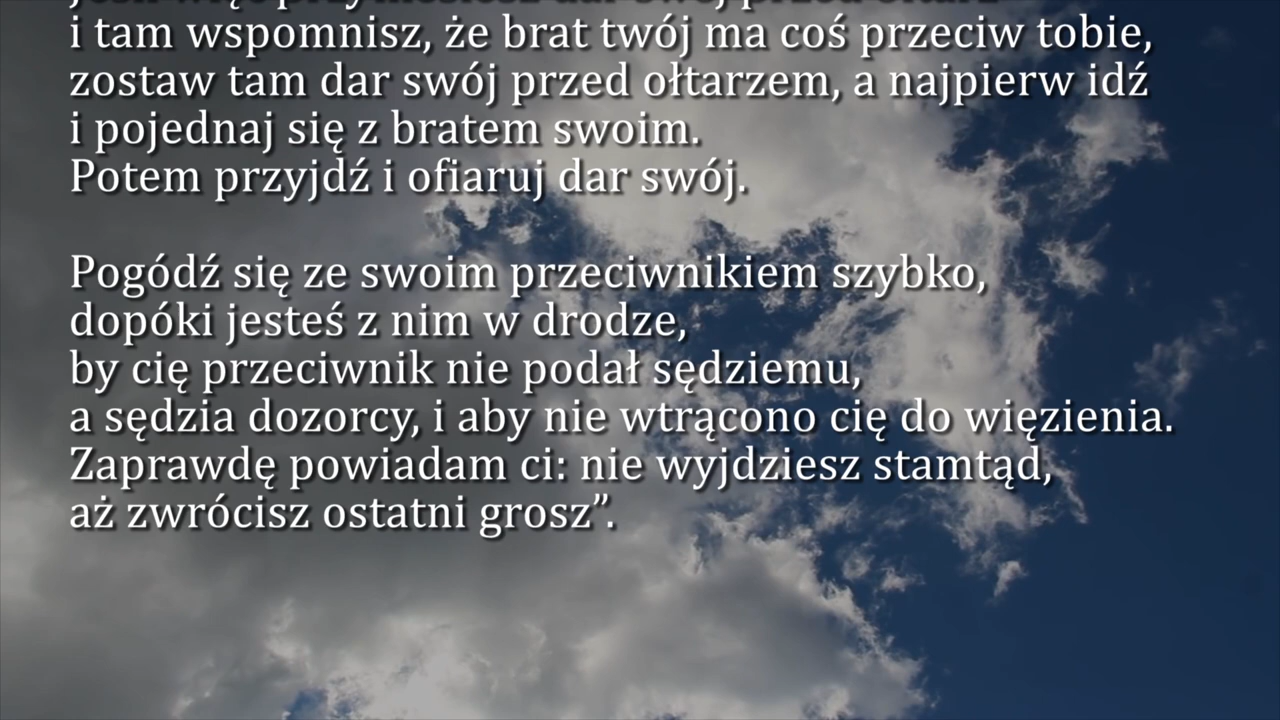 i tam wspomnisz, że brat twój ma coś przeciw tobie,
zostaw tam dar swój przed ołtarzem, a najpierw idź
i pojednaj się z bratem swoim.
Potem przyjdź i ofiaruj dar swój.
Pogódź się ze swoim przeciwnikiem szybko,
dopóki jesteś z nim w drodze,
by cię przeciwnik nie podał sędziemu,
a sędzia dozorcy, i aby nie wtrącono cię do więzienia.
Zaprawdę powiadam ci: nie wyjdziesz stamtąd,
aż zwrócisz ostatni grosz”.